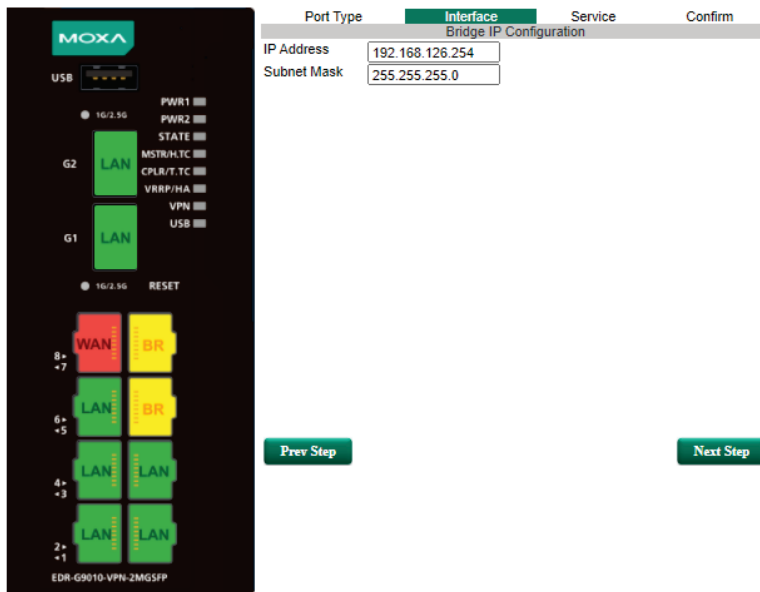 MOXA
USB
1G/2.5G
PWR1
PWR2
STATE
MSTR/H.TC
CPLR/T.TC
VRRP/HA
VPN
USB
G2
LAN
G1
LAN
1G/2.5G
RESET
WAN
BR
8▸
◂7
LAN
BR
6▸
◂5
LAN
LAN
4▸
◂3
LAN
LAN
2▸
◂1
EDR-G9010-VPN-2MGSFP
Port Type Interface Service Confirm
Bridge IP Configuration
IP Address 192.168.126.254
Subnet Mask 255.255.255.0
Prev Step Next Step